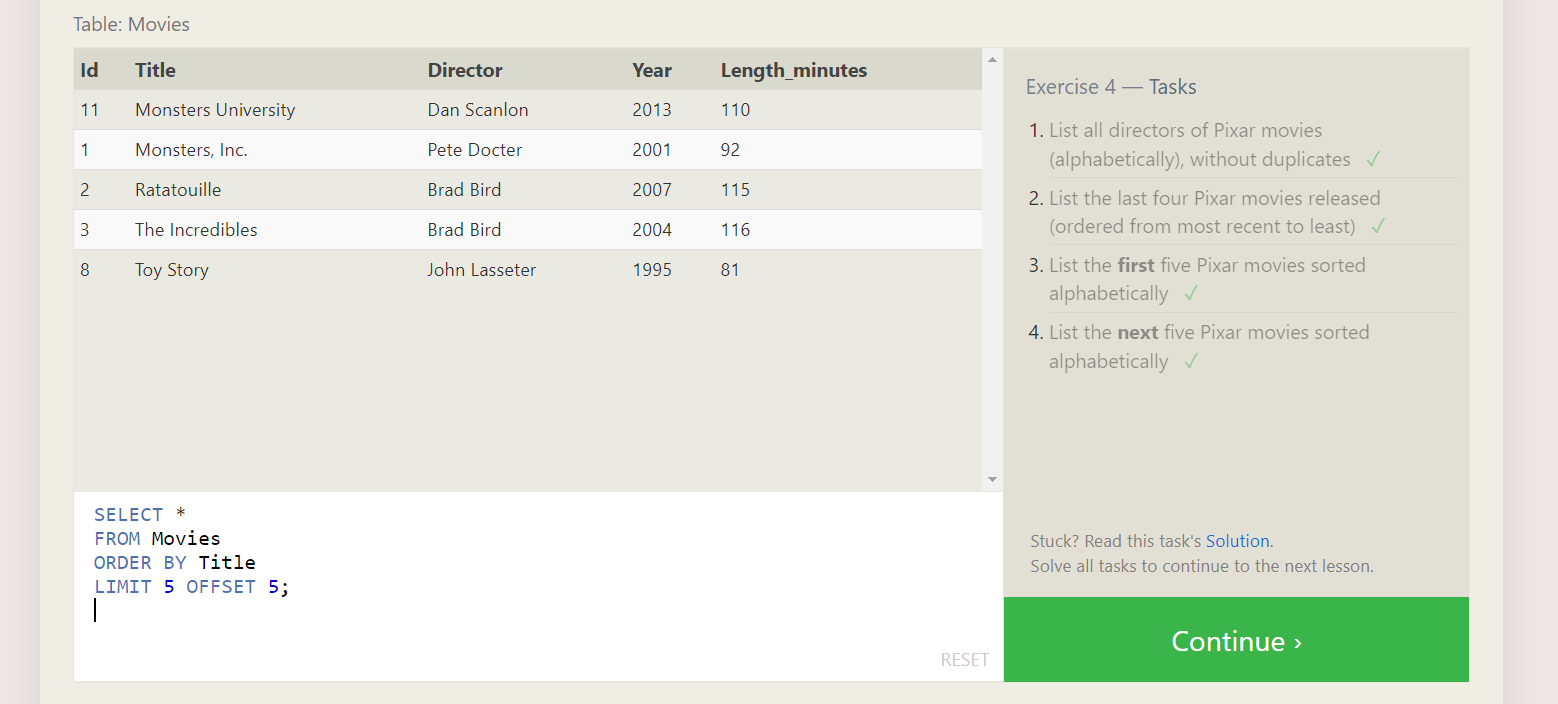 Table: Movies
Id Title Director Year Length_minutes
11 Monsters University Dan Scanlon 2013 110
1 Monsters, Inc. Pete Docter 2001 92
2 Ratatouille Brad Bird 2007 115
3 The Incredibles Brad Bird 2004 116
8 Toy Story John Lasseter 1995 81
SELECT *
FROM Movies
ORDER BY Title
LIMIT 5 OFFSET 5;
RESET
Exercise 4 — Tasks
1. List all directors of Pixar movies
(alphabetically), without duplicates ✓
2. List the last four Pixar movies released
(ordered from most recent to least) ✓
3. List the first five Pixar movies sorted
alphabetically ✓
4. List the next five Pixar movies sorted
alphabetically ✓
Stuck? Read this task's Solution.
Solve all tasks to continue to the next lesson.
Continue ›